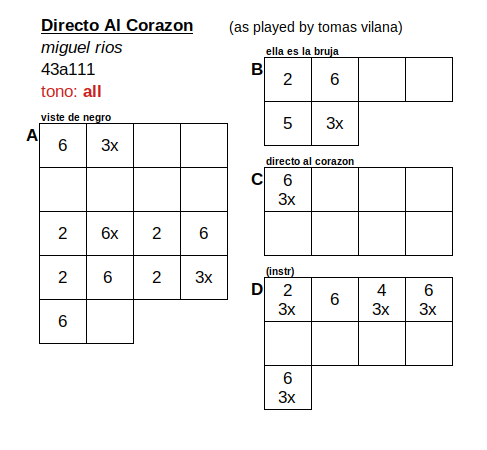 Directo Al Corazon (as played by tomas vilana)
miguel rios
43a111
tono: all
viste de negro
A
6 3x
2 6x 2 6
2 6 2 3x
6
ella es la bruja
B
2 6
5 3x
directo al corazon
C
6
3x
(instr)
D
2 6 4 6
3x 3x 3x
6
3x